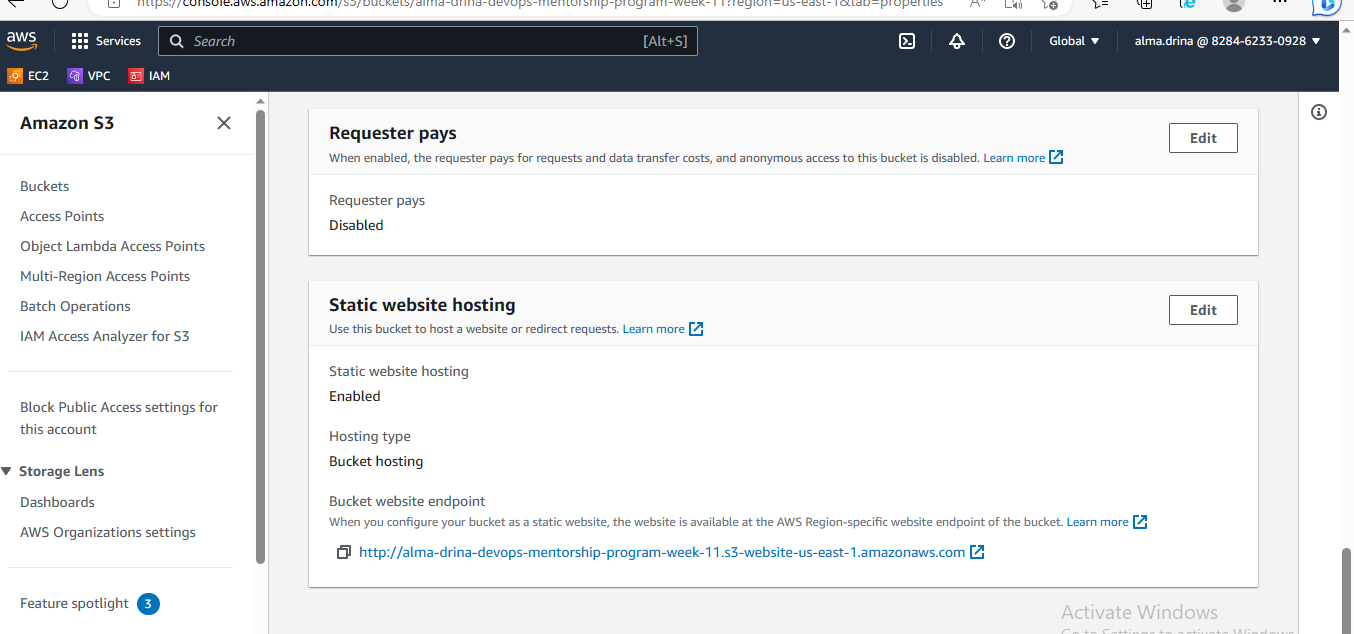 https://console.aws.amazon.com/s3/buckets/alma-drina-devops-mentorship-program-week-11?region=us-east-1&tab=properties
aws
Services
Search [Alt+S]
Global
alma.drina @ 8284-6233-0928
EC2 VPC IAM
Amazon S3
Buckets
Access Points
Object Lambda Access Points
Multi-Region Access Points
Batch Operations
IAM Access Analyzer for S3
Block Public Access settings for
this account
Storage Lens
Dashboards
AWS Organizations settings
Feature spotlight 3
Requester pays
Edit
When enabled, the requester pays for requests and data transfer costs, and anonymous access to this bucket is disabled. Learn more
Requester pays
Disabled
Static website hosting
Edit
Use this bucket to host a website or redirect requests. Learn more
Static website hosting
Enabled
Hosting type
Bucket hosting
Bucket website endpoint
When you configure your bucket as a static website, the website is available at the AWS Region-specific website endpoint of the bucket. Learn more
http://alma-drina-devops-mentorship-program-week-11.s3-website-us-east-1.amazonaws.com
Activate Windows
Go to Settings to activate Windows